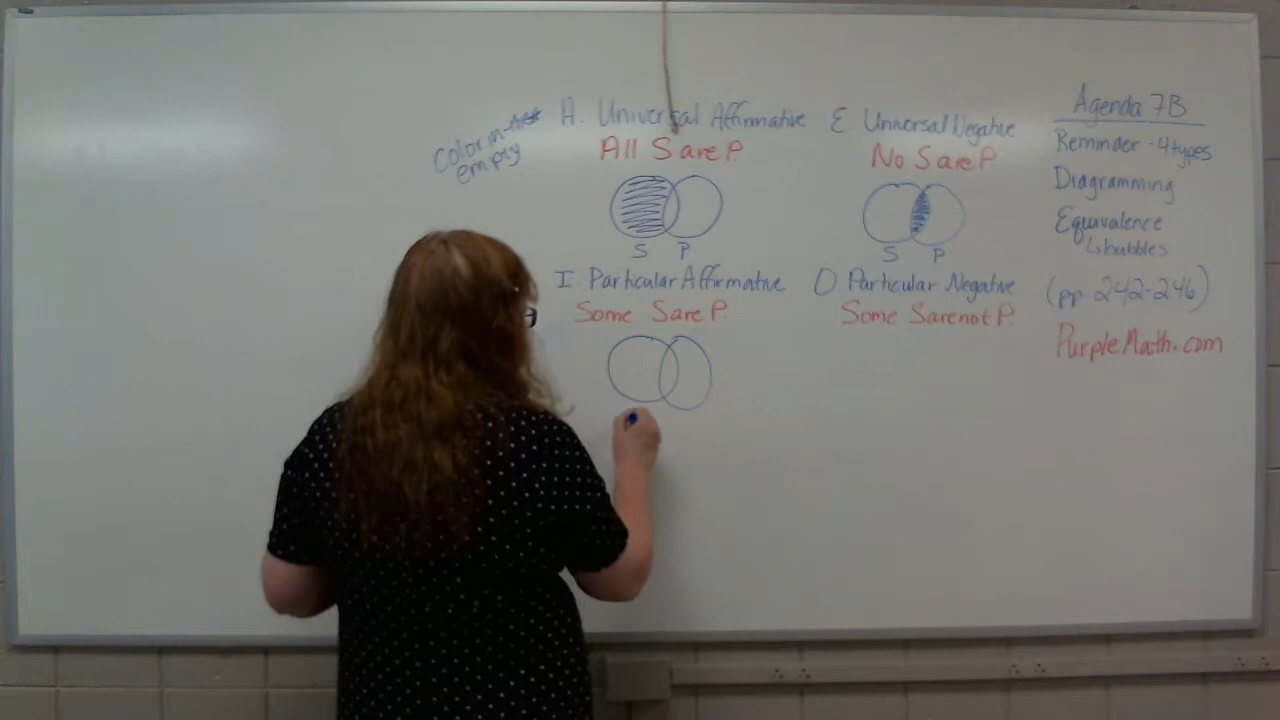 Color in = empty
A. Universal Affirmative
All S are P
S P
E Universal Negative
No S are P
S P
I. Particular Affirmative
Some S are P
O Particular Negative
Some S are not P.
Agenda 7B
Reminder - 4 types
Diagramming
Equivalence
bubbles
(pp 242-246)
PurpleMath.com